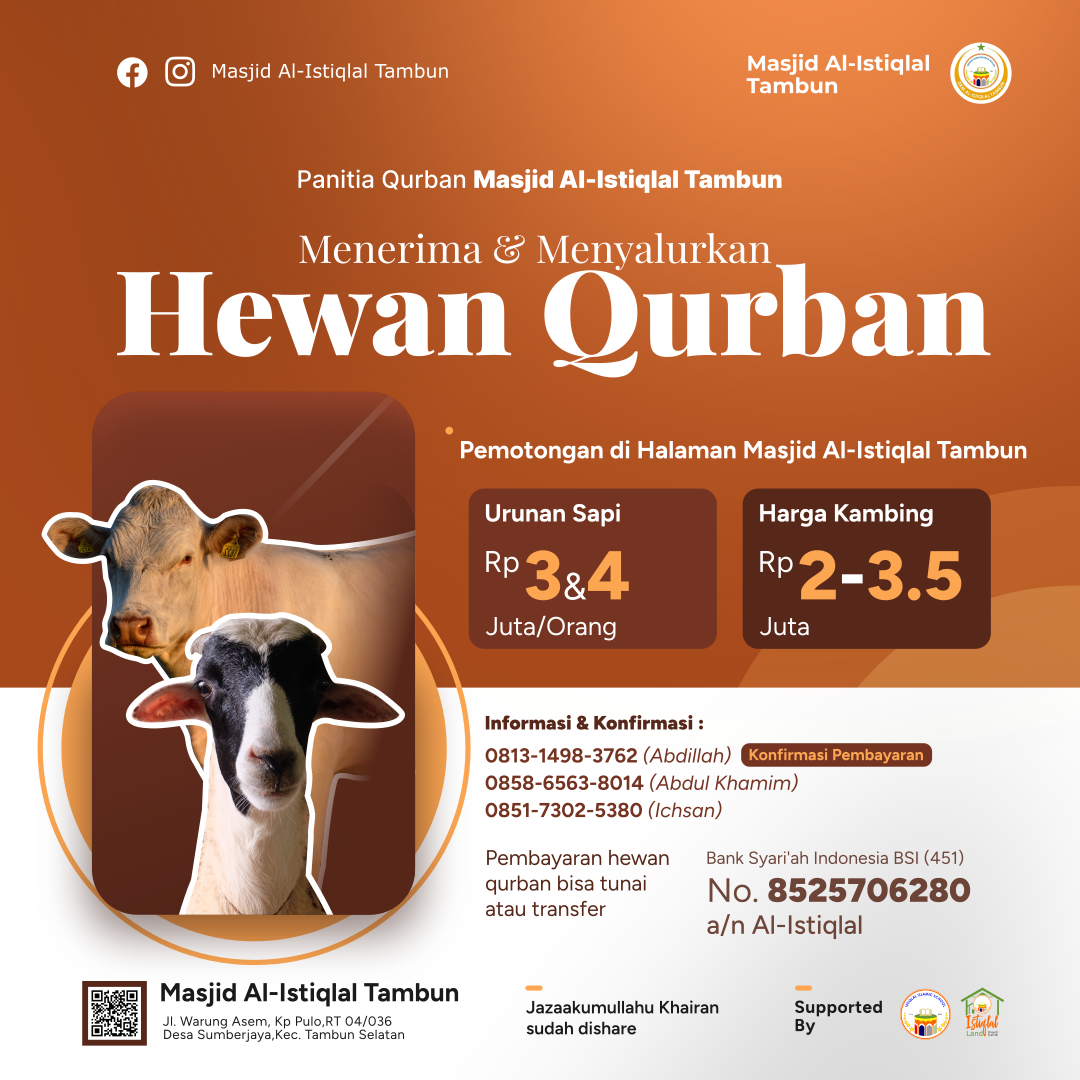 Masjid Al-Istiqlal Tambun
Masjid Al-Istiqlal
Tambun
Panitia Qurban Masjid Al-Istiqlal Tambun
Menerima & Menyalurkan
Hewan Qurban
Pemotongan di Halaman Masjid Al-Istiqlal Tambun
Urunan Sapi
Rp 3&4
Juta/Orang
Harga Kambing
Rp 2-3.5
Juta
Informasi & Konfirmasi :
0813-1498-3762 (Abdillah) Konfirmasi Pembayaran
0858-6563-8014 (Abdul Khamim)
0851-7302-5380 (Ichsan)
Pembayaran hewan
qurban bisa tunai
atau transfer
Bank Syari'ah Indonesia BSI (451)
No. 8525706280
a/n Al-Istiqlal
Masjid Al-Istiqlal Tambun
Jl. Warung Asem, Kp Pulo,RT 04/036
Desa Sumberjaya,Kec. Tambun Selatan
Jazaakumullahu Khairan
sudah dishare
Supported
By
Istiqlal
Land